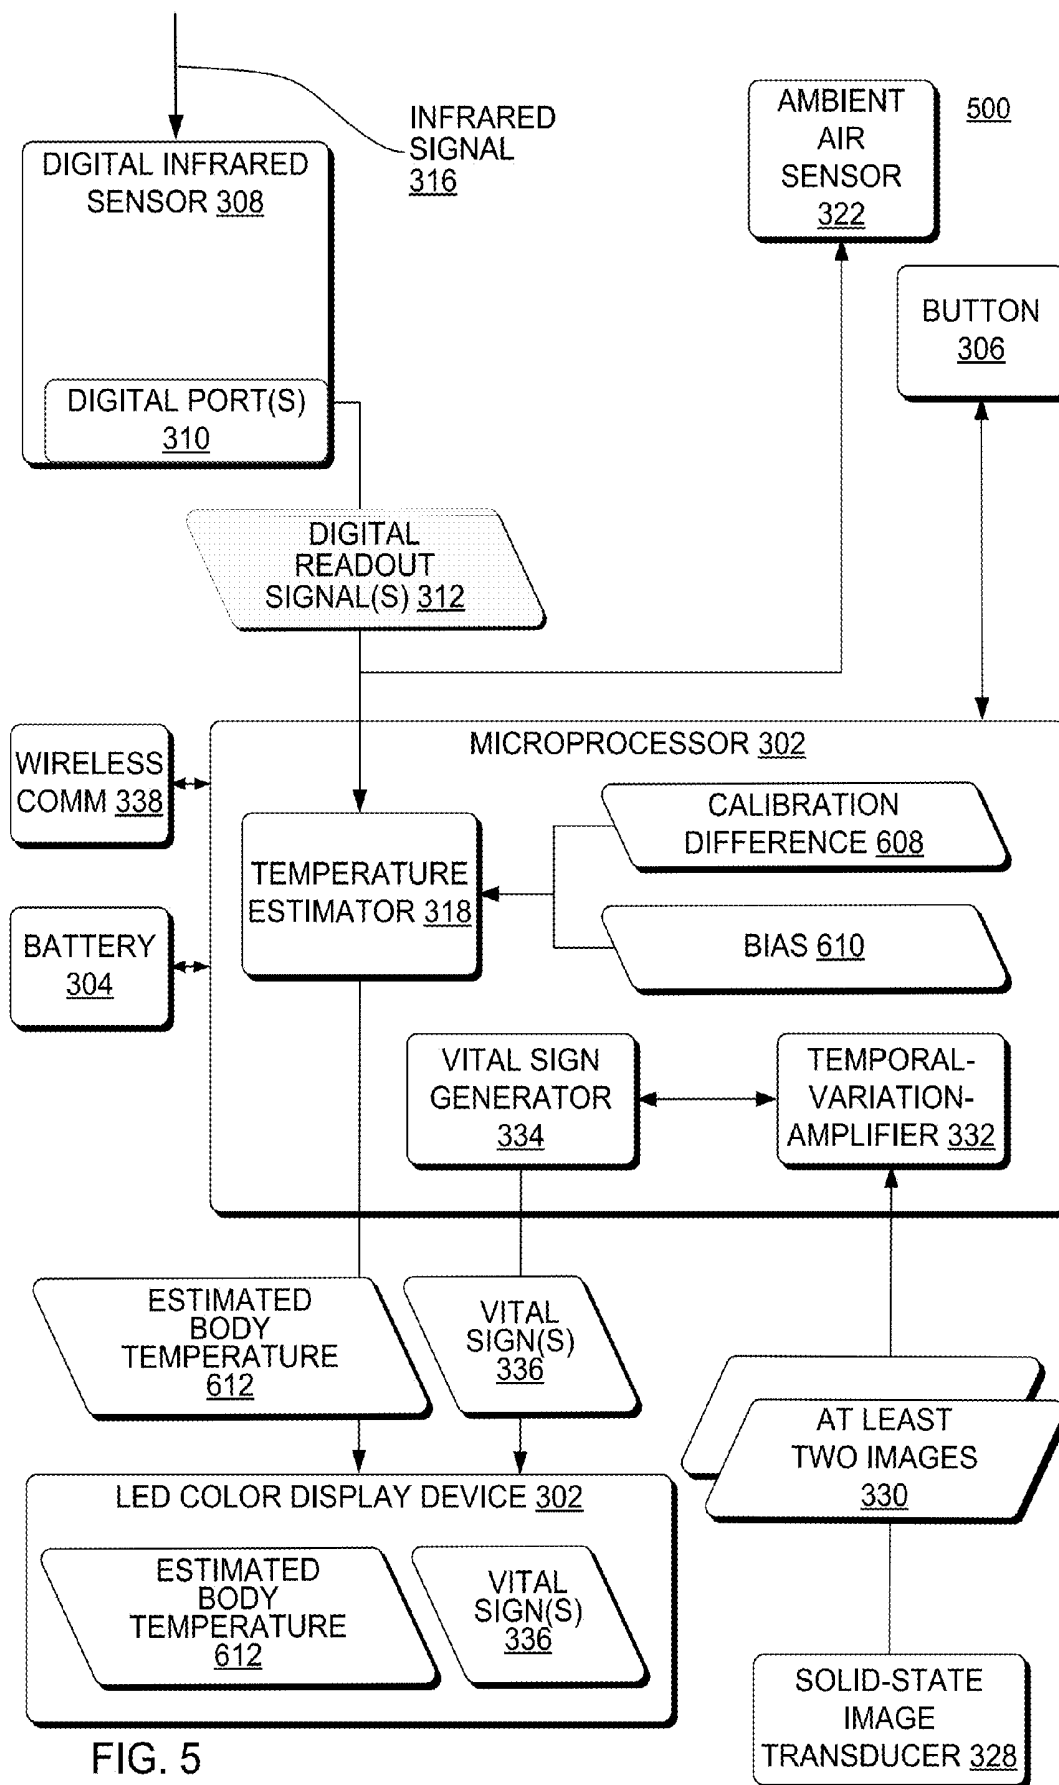 INFRARED
SIGNAL
316
DIGITAL INFRARED
SENSOR 308
DIGITAL PORT(S)
310
AMBIENT
AIR
SENSOR
322
500
BUTTON
306
DIGITAL
READOUT
SIGNAL(S) 312
MICROPROCESSOR 302
WIRELESS
COMM 338
BATTERY
304
TEMPERATURE
ESTIMATOR 318
CALIBRATION
DIFFERENCE 608
BIAS 610
VITAL SIGN
GENERATOR
334
TEMPORAL-
VARIATION-
AMPLIFIER 332
ESTIMATED
BODY
TEMPERATURE
612
VITAL
SIGN(S)
336
AT LEAST
TWO IMAGES
330
LED COLOR DISPLAY DEVICE 302
ESTIMATED
BODY
TEMPERATURE
612
VITAL
SIGN(S)
336
SOLID-STATE
IMAGE
TRANSDUCER 328
FIG. 5